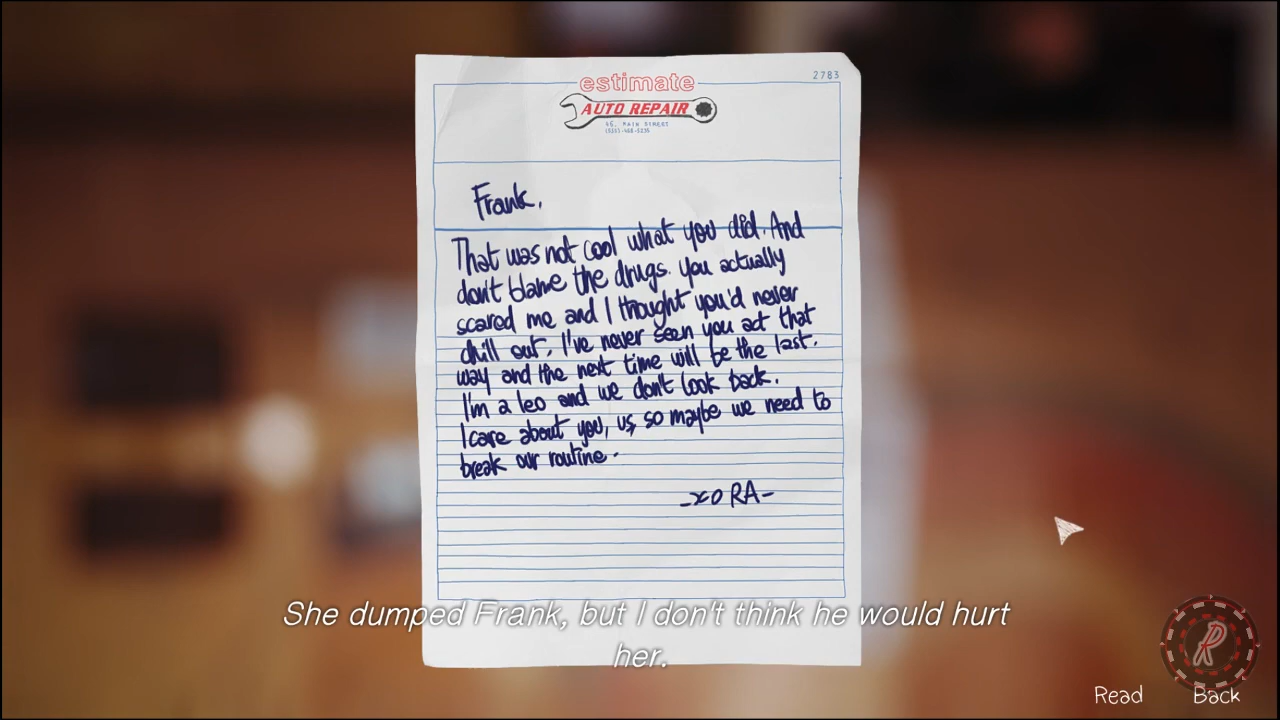 estimate
2783
AUTO REPAIR
45. MAIN STREET
Frank,
That was not cool what you did. And
don't blame the drugs. You actually
scared me and I thought you'd never
chill out. I've never seen you act that
way and the next time will be the last.
I'm a leo and we don't look back.
I care about you, us, so maybe we need to
break our routine.
-xo RA-
She dumped Frank, but I don't think he would hurt
her.
R
Read
Back